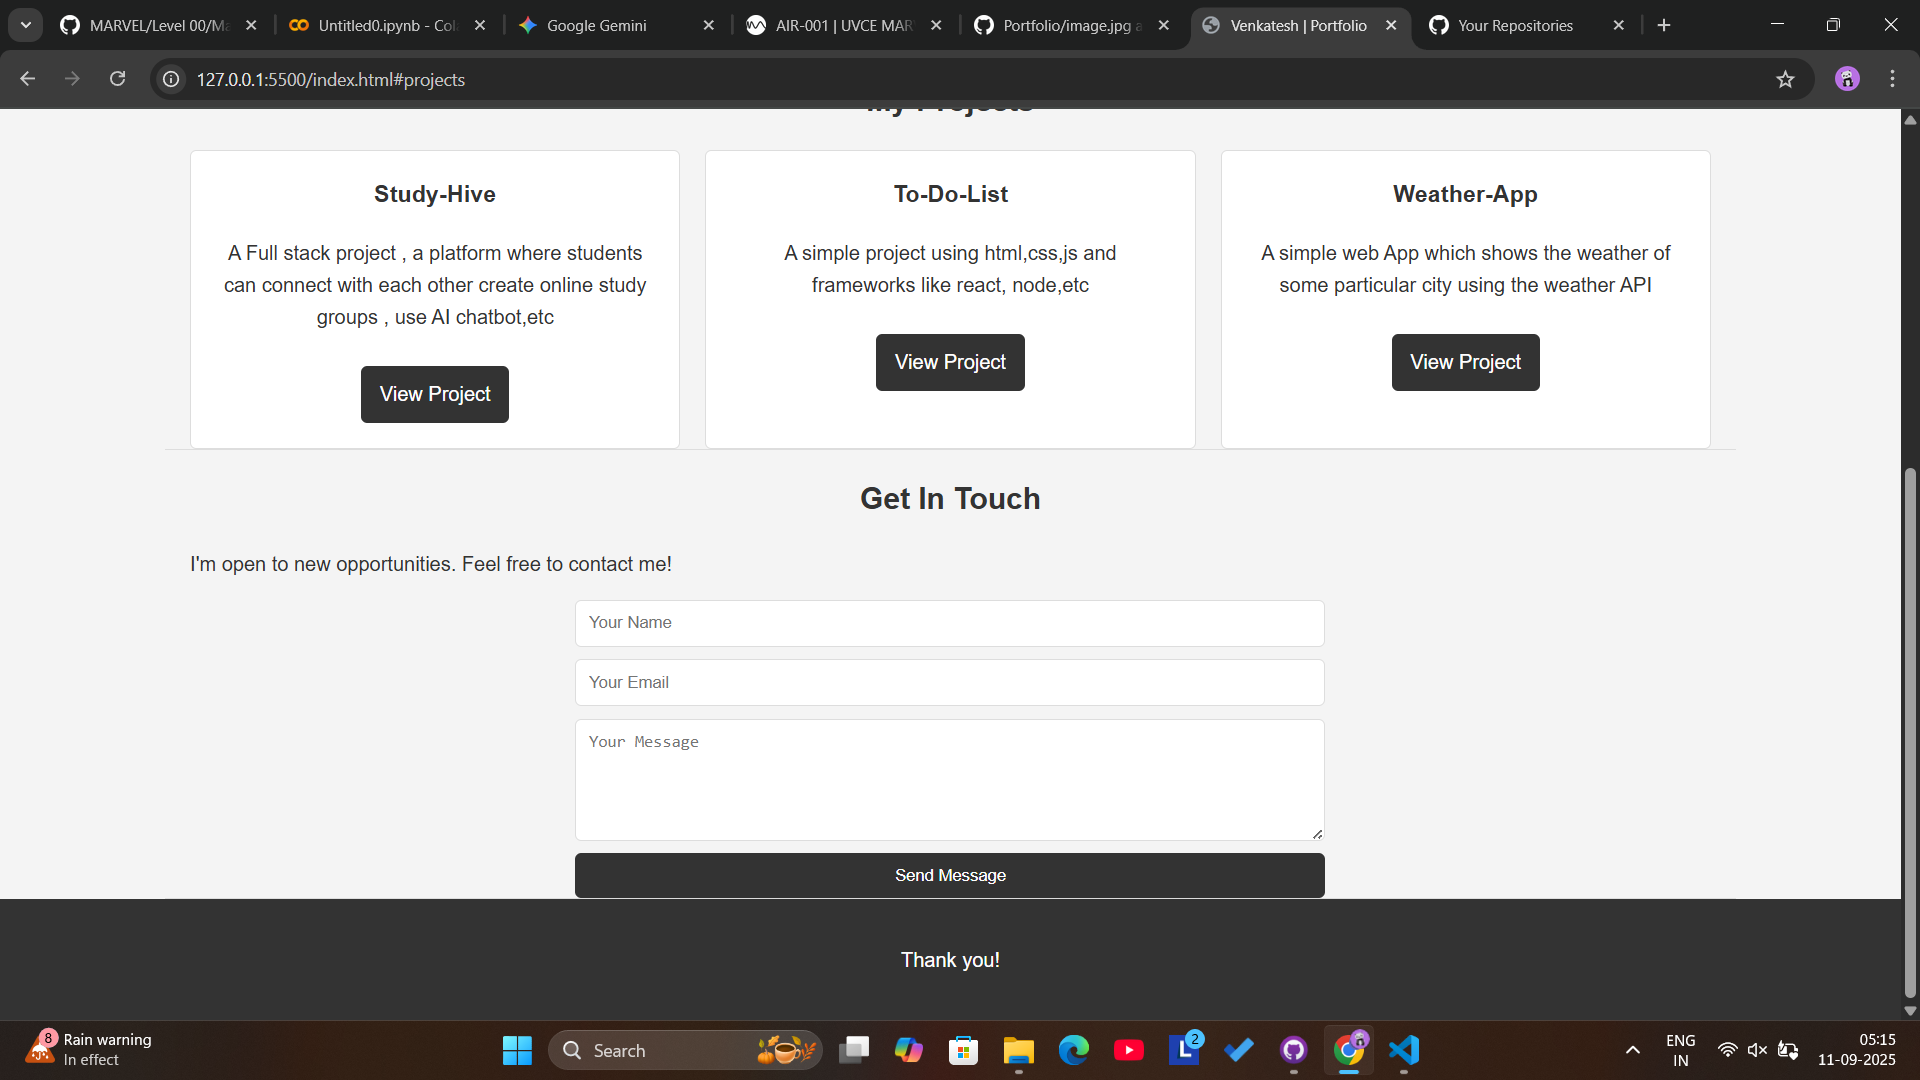 MARVEL/Level 00/Ma
Untitled0.ipynb - Col
Google Gemini
AIR-001 | UVCE MAR
Portfolio/image.jpg a
Venkatesh | Portfolio
Your Repositories
127.0.0.1:5500/index.html#projects
My Projects
Study-Hive
A Full stack project , a platform where students
can connect with each other create online study
groups , use AI chatbot,etc
View Project
To-Do-List
A simple project using html,css,js and
frameworks like react, node,etc
View Project
Weather-App
A simple web App which shows the weather of
some particular city using the weather API
View Project
Get In Touch
I'm open to new opportunities. Feel free to contact me!
Your Name
Your Email
Your Message
Send Message
Thank you!
8
Rain warning
In effect
Search
L
2
ENG
IN
05:15
11-09-2025